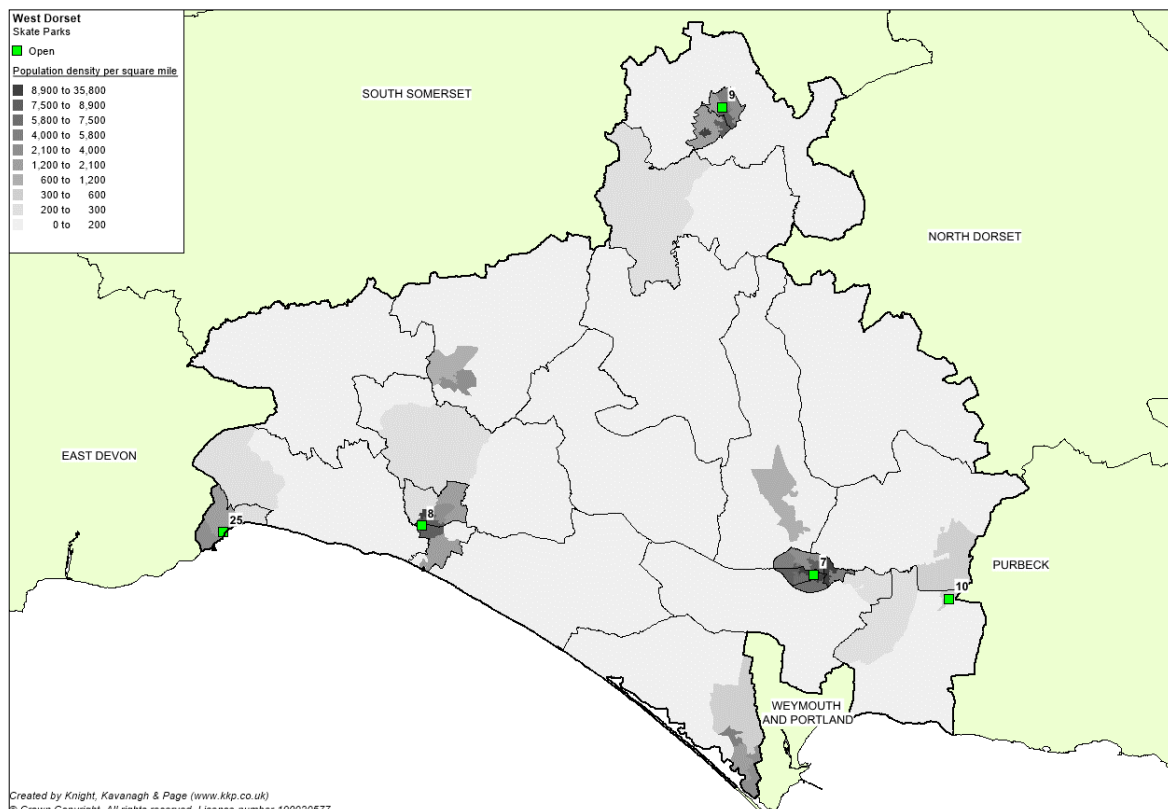 West Dorset
Skate Parks
Open
Population density per square mile
8,900 to 35,800
7,500 to 8,900
5,800 to 7,500
4,000 to 5,800
2,100 to 4,000
1,200 to 2,100
600 to 1,200
300 to 600
200 to 300
0 to 200
SOUTH SOMERSET
9
NORTH DORSET
EAST DEVON
25
8
7
10
PURBECK
WEYMOUTH
AND PORTLAND
Created by Knight, Kavanagh & Page (www.kkp.co.uk)
© Crown Copyright. All rights reserved. License number 100020577